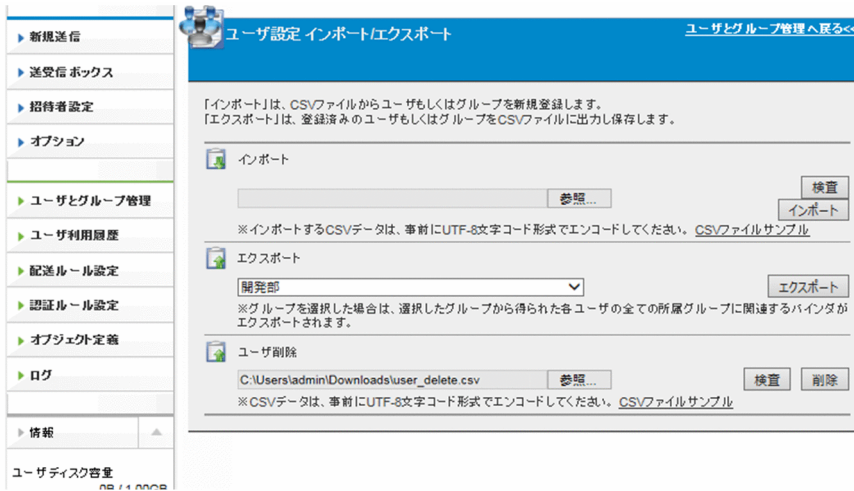 新規送信
送受信ボックス
招待者設定
オプション
ユーザとグループ管理
ユーザ利用履歴
配送ルール設定
認証ルール設定
オブジェクト定義
ログ
情報
ユーザディスク容量
0B / 1.00GB
ユーザ設定 インポート/エクスポート
ユーザとグループ管理へ戻る<<
「インポート」は、CSVファイルからユーザもしくはグループを新規登録します。
「エクスポート」は、登録済みのユーザもしくはグループをCSVファイルに出力し保存します。
インポート
参照...
検査
インポート
※インポートするCSVデータは、事前にUTF-8文字コード形式でエンコードしてください。 CSVファイルサンプル
エクスポート
開発部
エクスポート
※グループを選択した場合は、選択したグループから得られた各ユーザの全ての所属グループに関連するバインダが
エクスポートされます。
ユーザ削除
C:\Users\admin\Downloads\user_delete.csv 参照... 検査 削除
※CSVデータは、事前にUTF-8文字コード形式でエンコードしてください。 CSVファイルサンプル